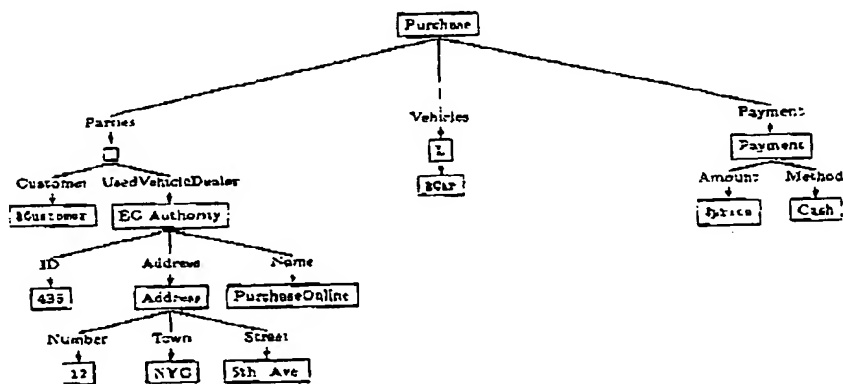 Purchase
Parties
Vehicles
Payment
Payment
Customer UsedVehicleDealer
Amount Method
EC Authority
Cash
ID Address Name
435 Address PurchaseOnline
Number Town Street
12 NYC 5th Ave